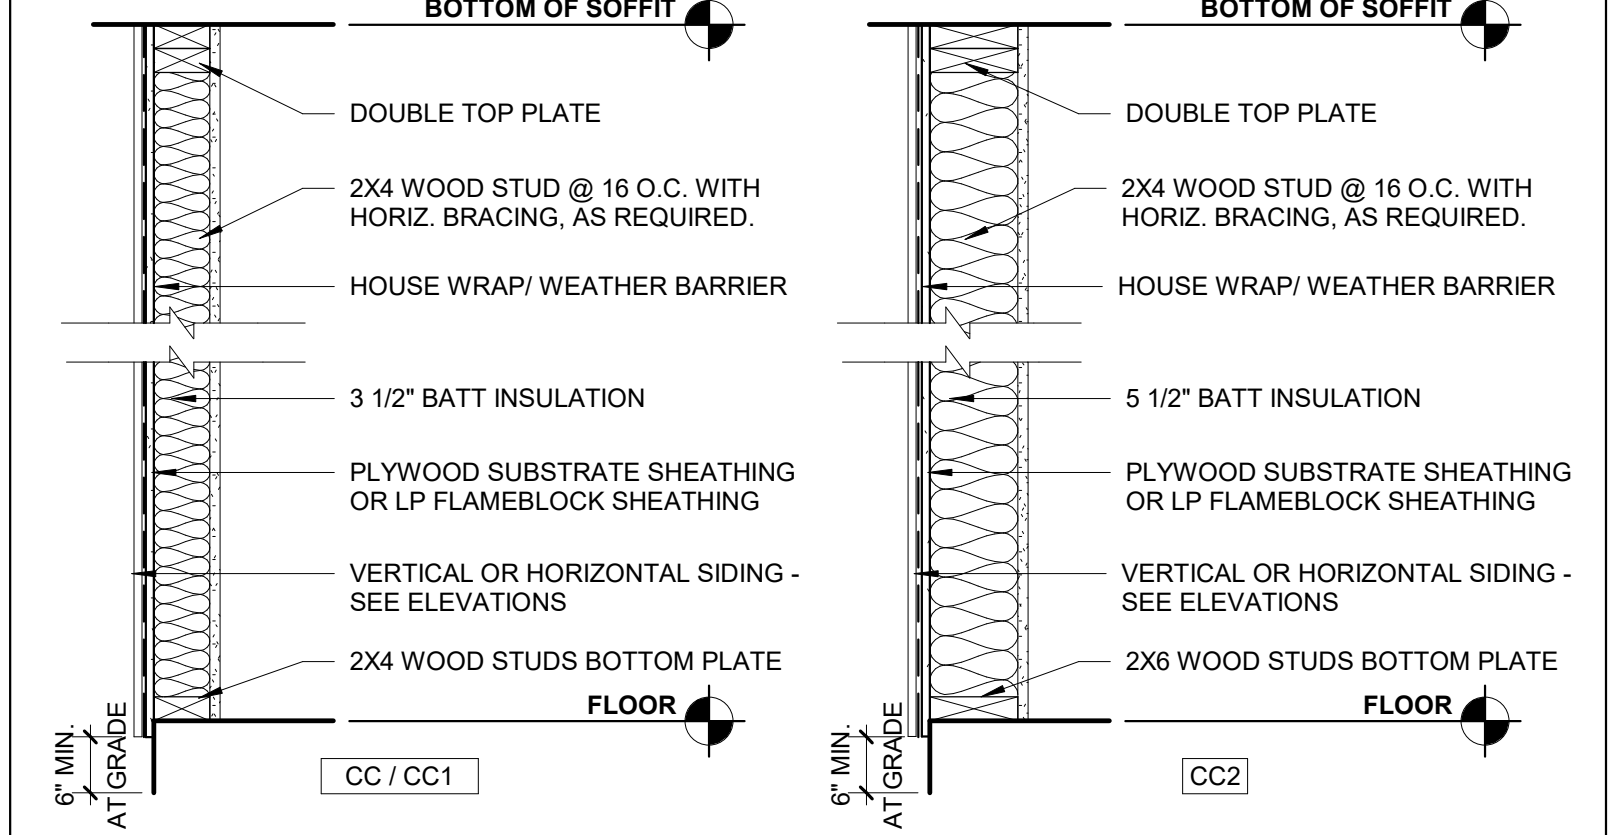 BOTTOM OF SOFFIT
DOUBLE TOP PLATE
2X4 WOOD STUD @ 16 O.C. WITH
HORIZ. BRACING, AS REQUIRED.
HOUSE WRAP/ WEATHER BARRIER
3 1/2" BATT INSULATION
PLYWOOD SUBSTRATE SHEATHING
OR LP FLAMEBLOCK SHEATHING
VERTICAL OR HORIZONTAL SIDING -
SEE ELEVATIONS
2X4 WOOD STUDS BOTTOM PLATE
FLOOR
6" MIN.
AT GRADE
CC / CC1
BOTTOM OF SOFFIT
DOUBLE TOP PLATE
2X4 WOOD STUD @ 16 O.C. WITH
HORIZ. BRACING, AS REQUIRED.
HOUSE WRAP/ WEATHER BARRIER
5 1/2" BATT INSULATION
PLYWOOD SUBSTRATE SHEATHING
OR LP FLAMEBLOCK SHEATHING
VERTICAL OR HORIZONTAL SIDING -
SEE ELEVATIONS
2X6 WOOD STUDS BOTTOM PLATE
FLOOR
6" MIN.
AT GRADE
CC2